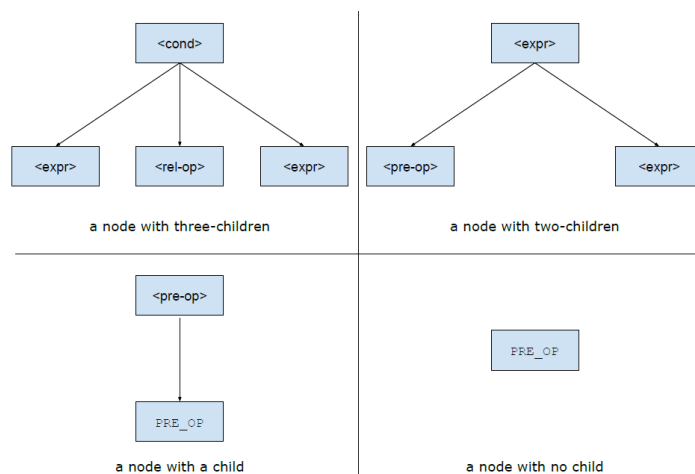 <cond>
<expr>
<expr> <rel-op> <expr>
<pre-op> <expr>
a node with three-children
a node with two-children
<pre-op>
PRE_OP
PRE_OP
a node with a child
a node with no child